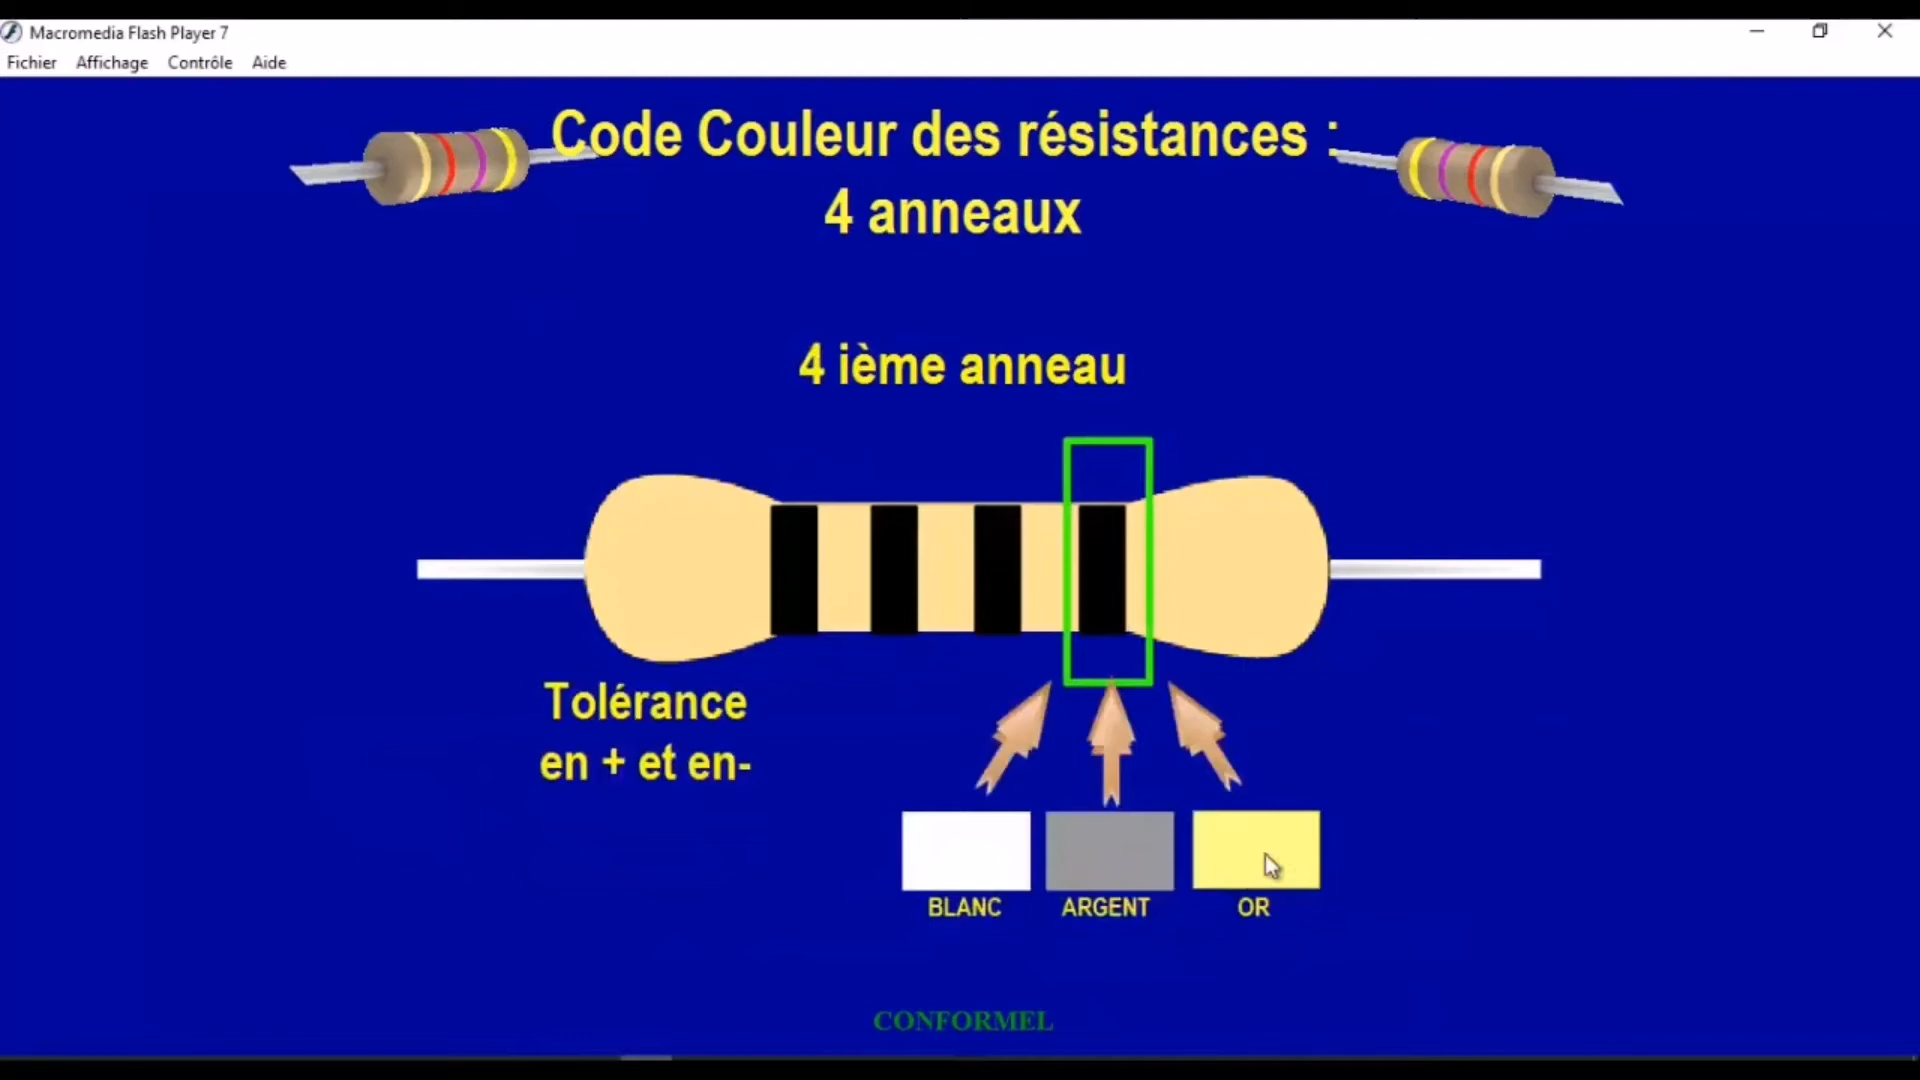 Macromedia Flash Player 7
Fichier Affichage Contrôle Aide
Code Couleur des résistances :
4 anneaux
4 ième anneau
Tolérance
en + et en-
BLANC ARGENT OR
CONFORMEL